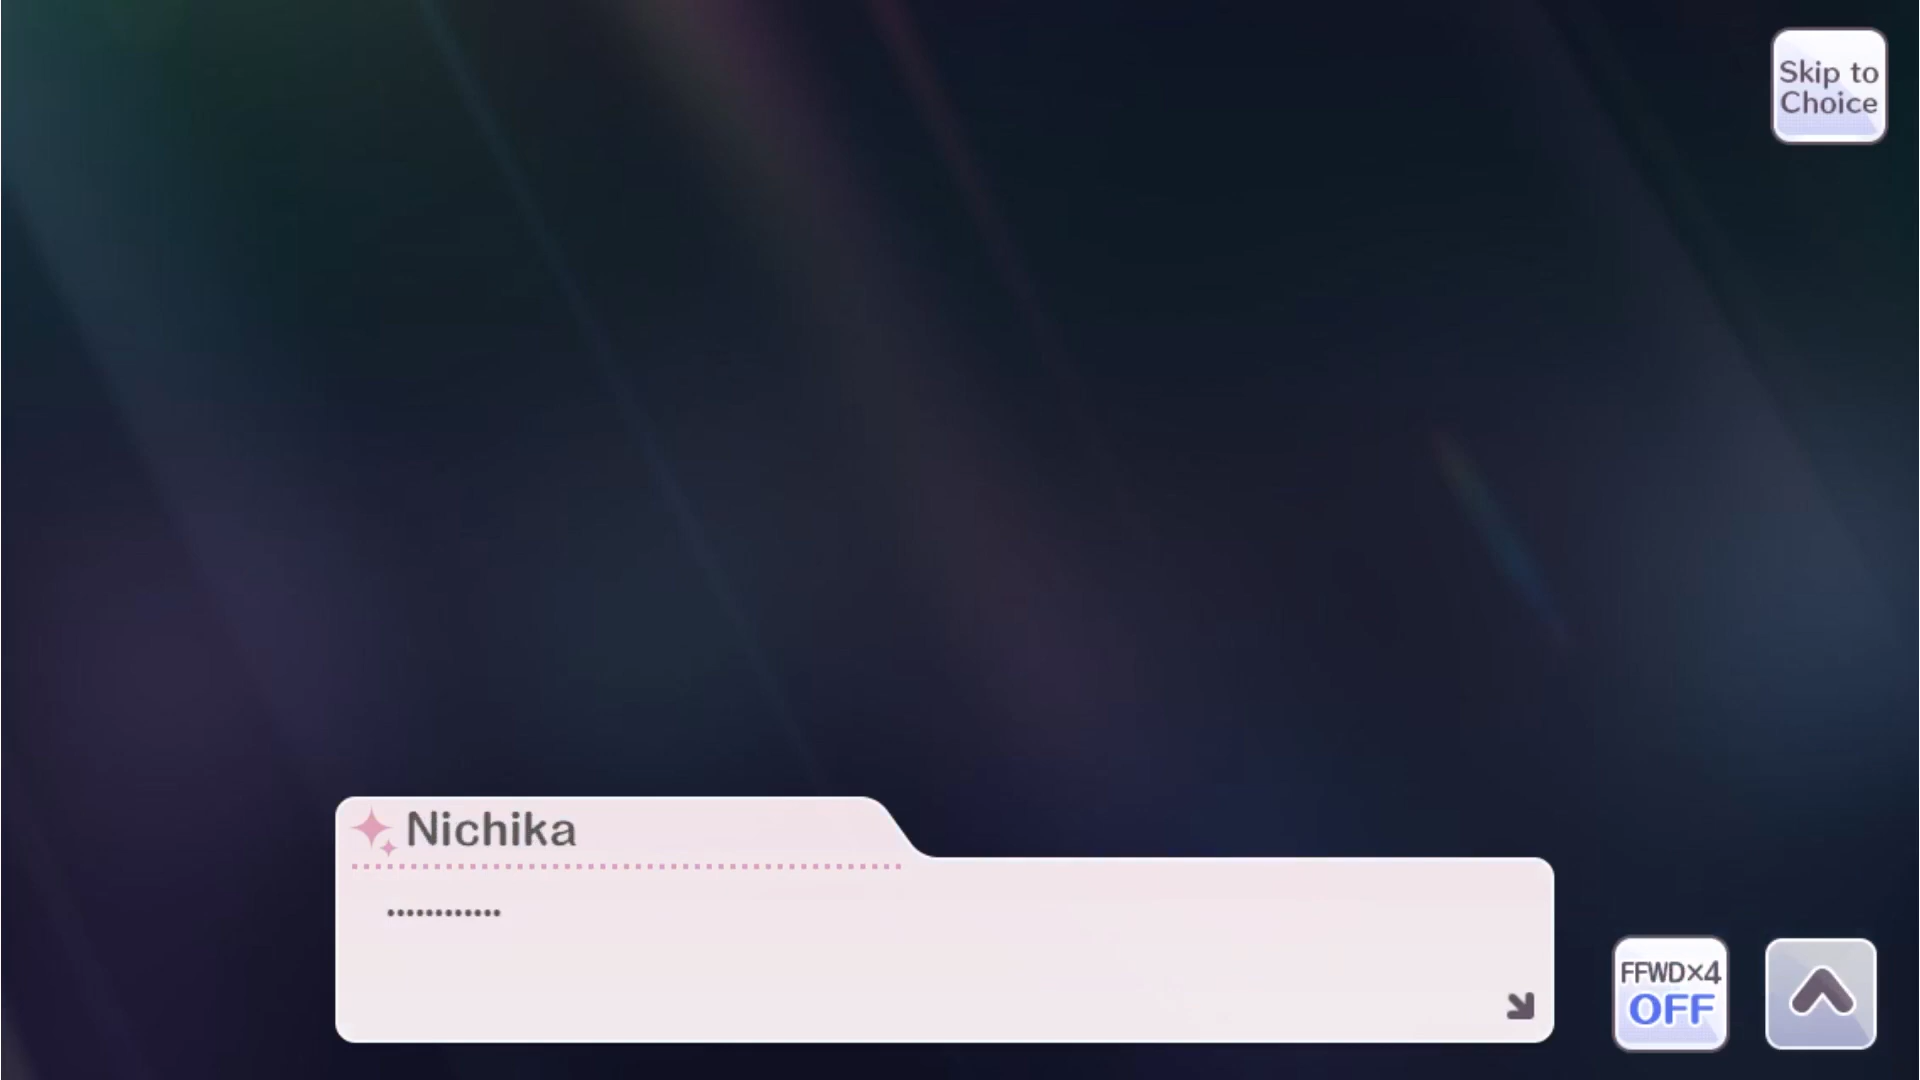 Skip to
Choice
Nichika
…………
FFWD×4
OFF